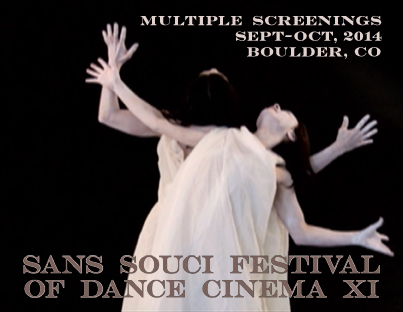 MULTIPLE SCREENINGS
SEPT-OCT, 2014
BOULDER, CO
SANS SOUCI FESTIVAL
OF DANCE CINEMA XI